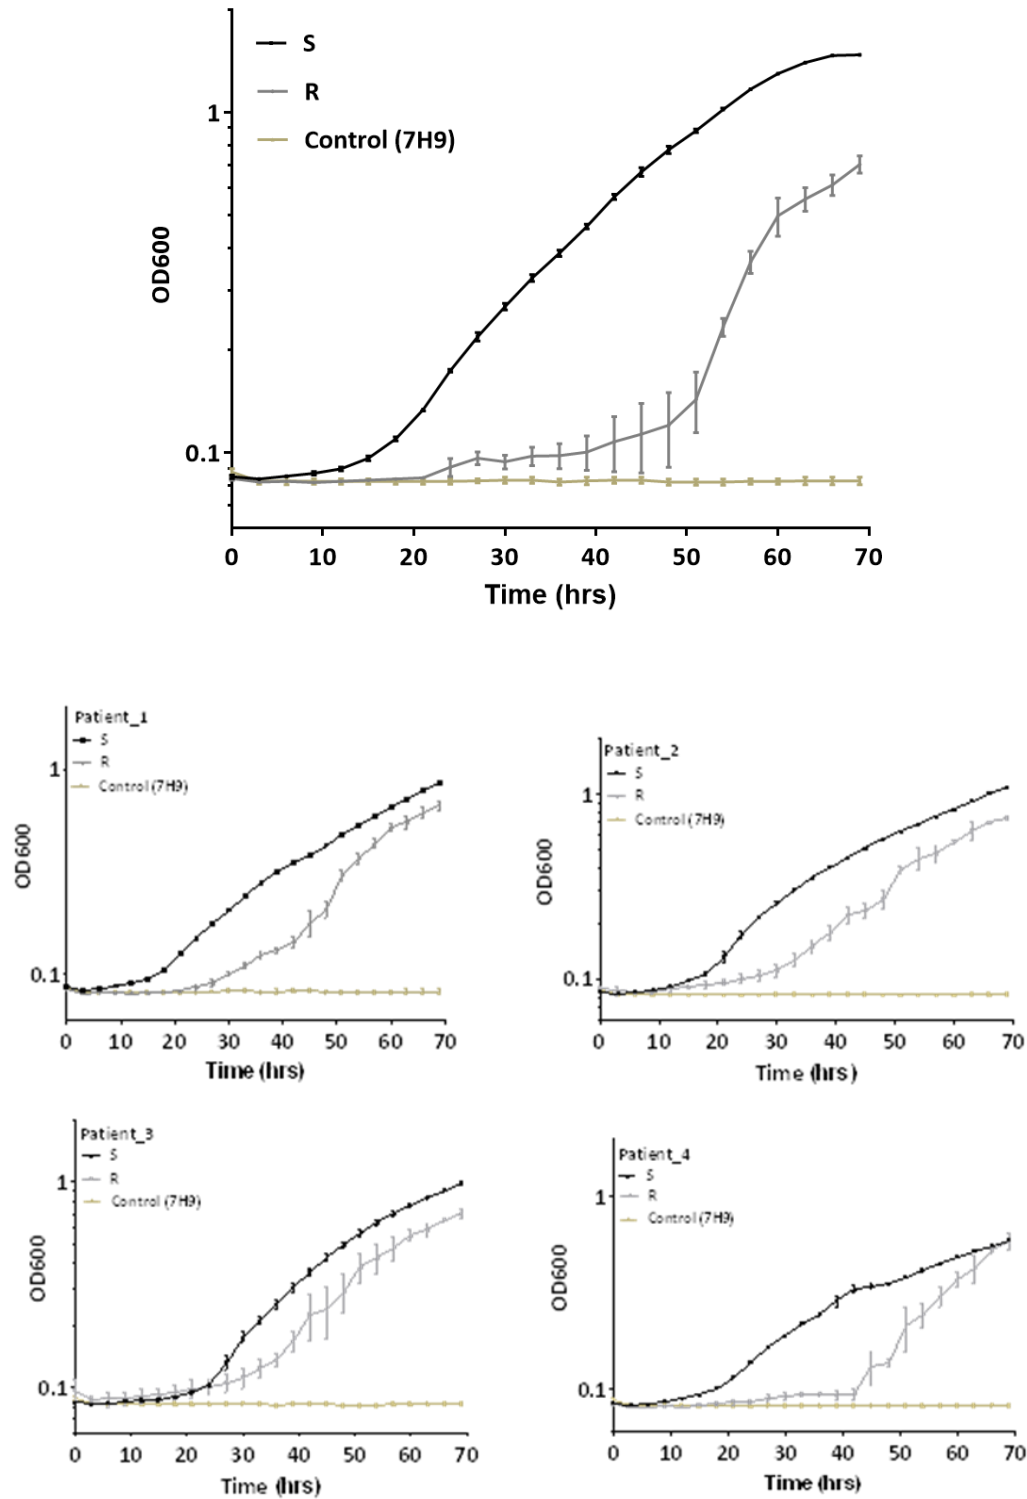 S
R
Control (7H9)
1
0.1
OD600
0 10 20 30 40 50 60 70
Time (hrs)
Patient_1
S
R
Control (7H9)
1
0.1
OD600
0 10 20 30 40 50 60 70
Time (hrs)
Patient_2
S
R
Control (7H9)
1
0.1
OD600
0 10 20 30 40 50 60 70
Time (hrs)
Patient_3
S
R
Control (7H9)
1
0.1
OD600
0 10 20 30 40 50 60 70
Time (hrs)
Patient_4
S
R
Control (7H9)
1
0.1
OD600
0 10 20 30 40 50 60 70
Time (hrs)